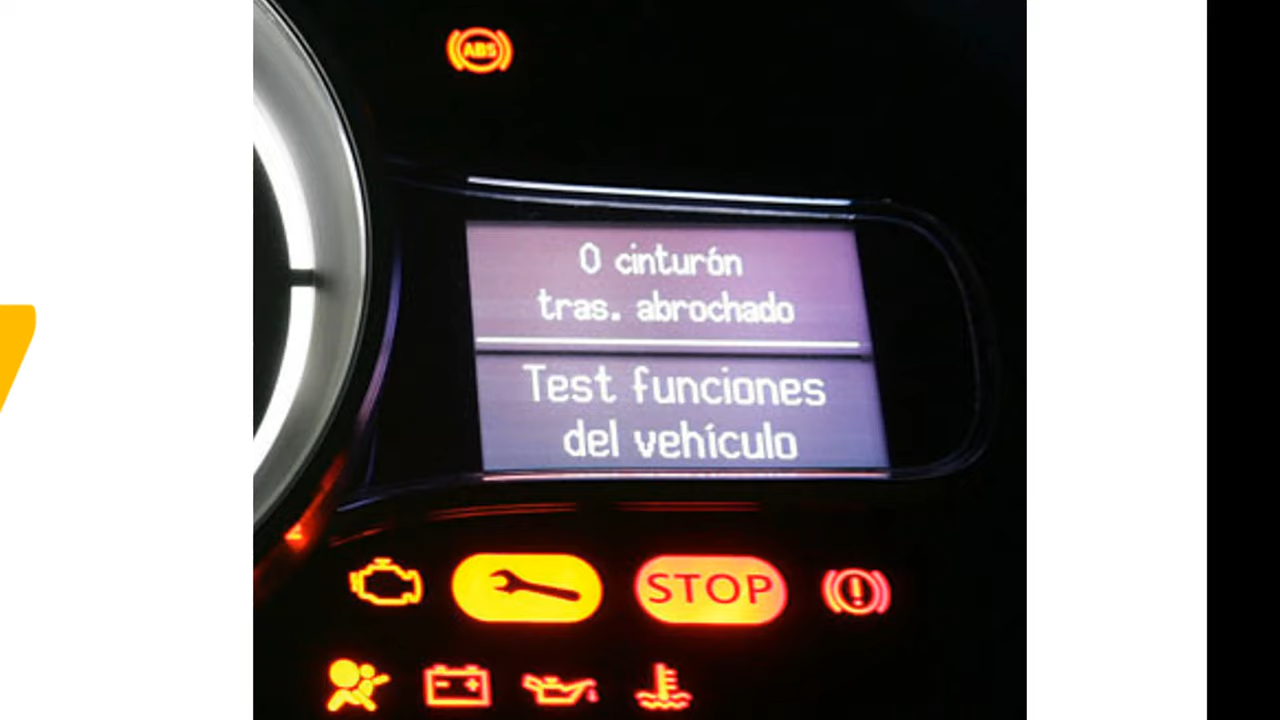 ABS
0 cinturón
tras. abrochado
Test funciones
del vehículo
STOP